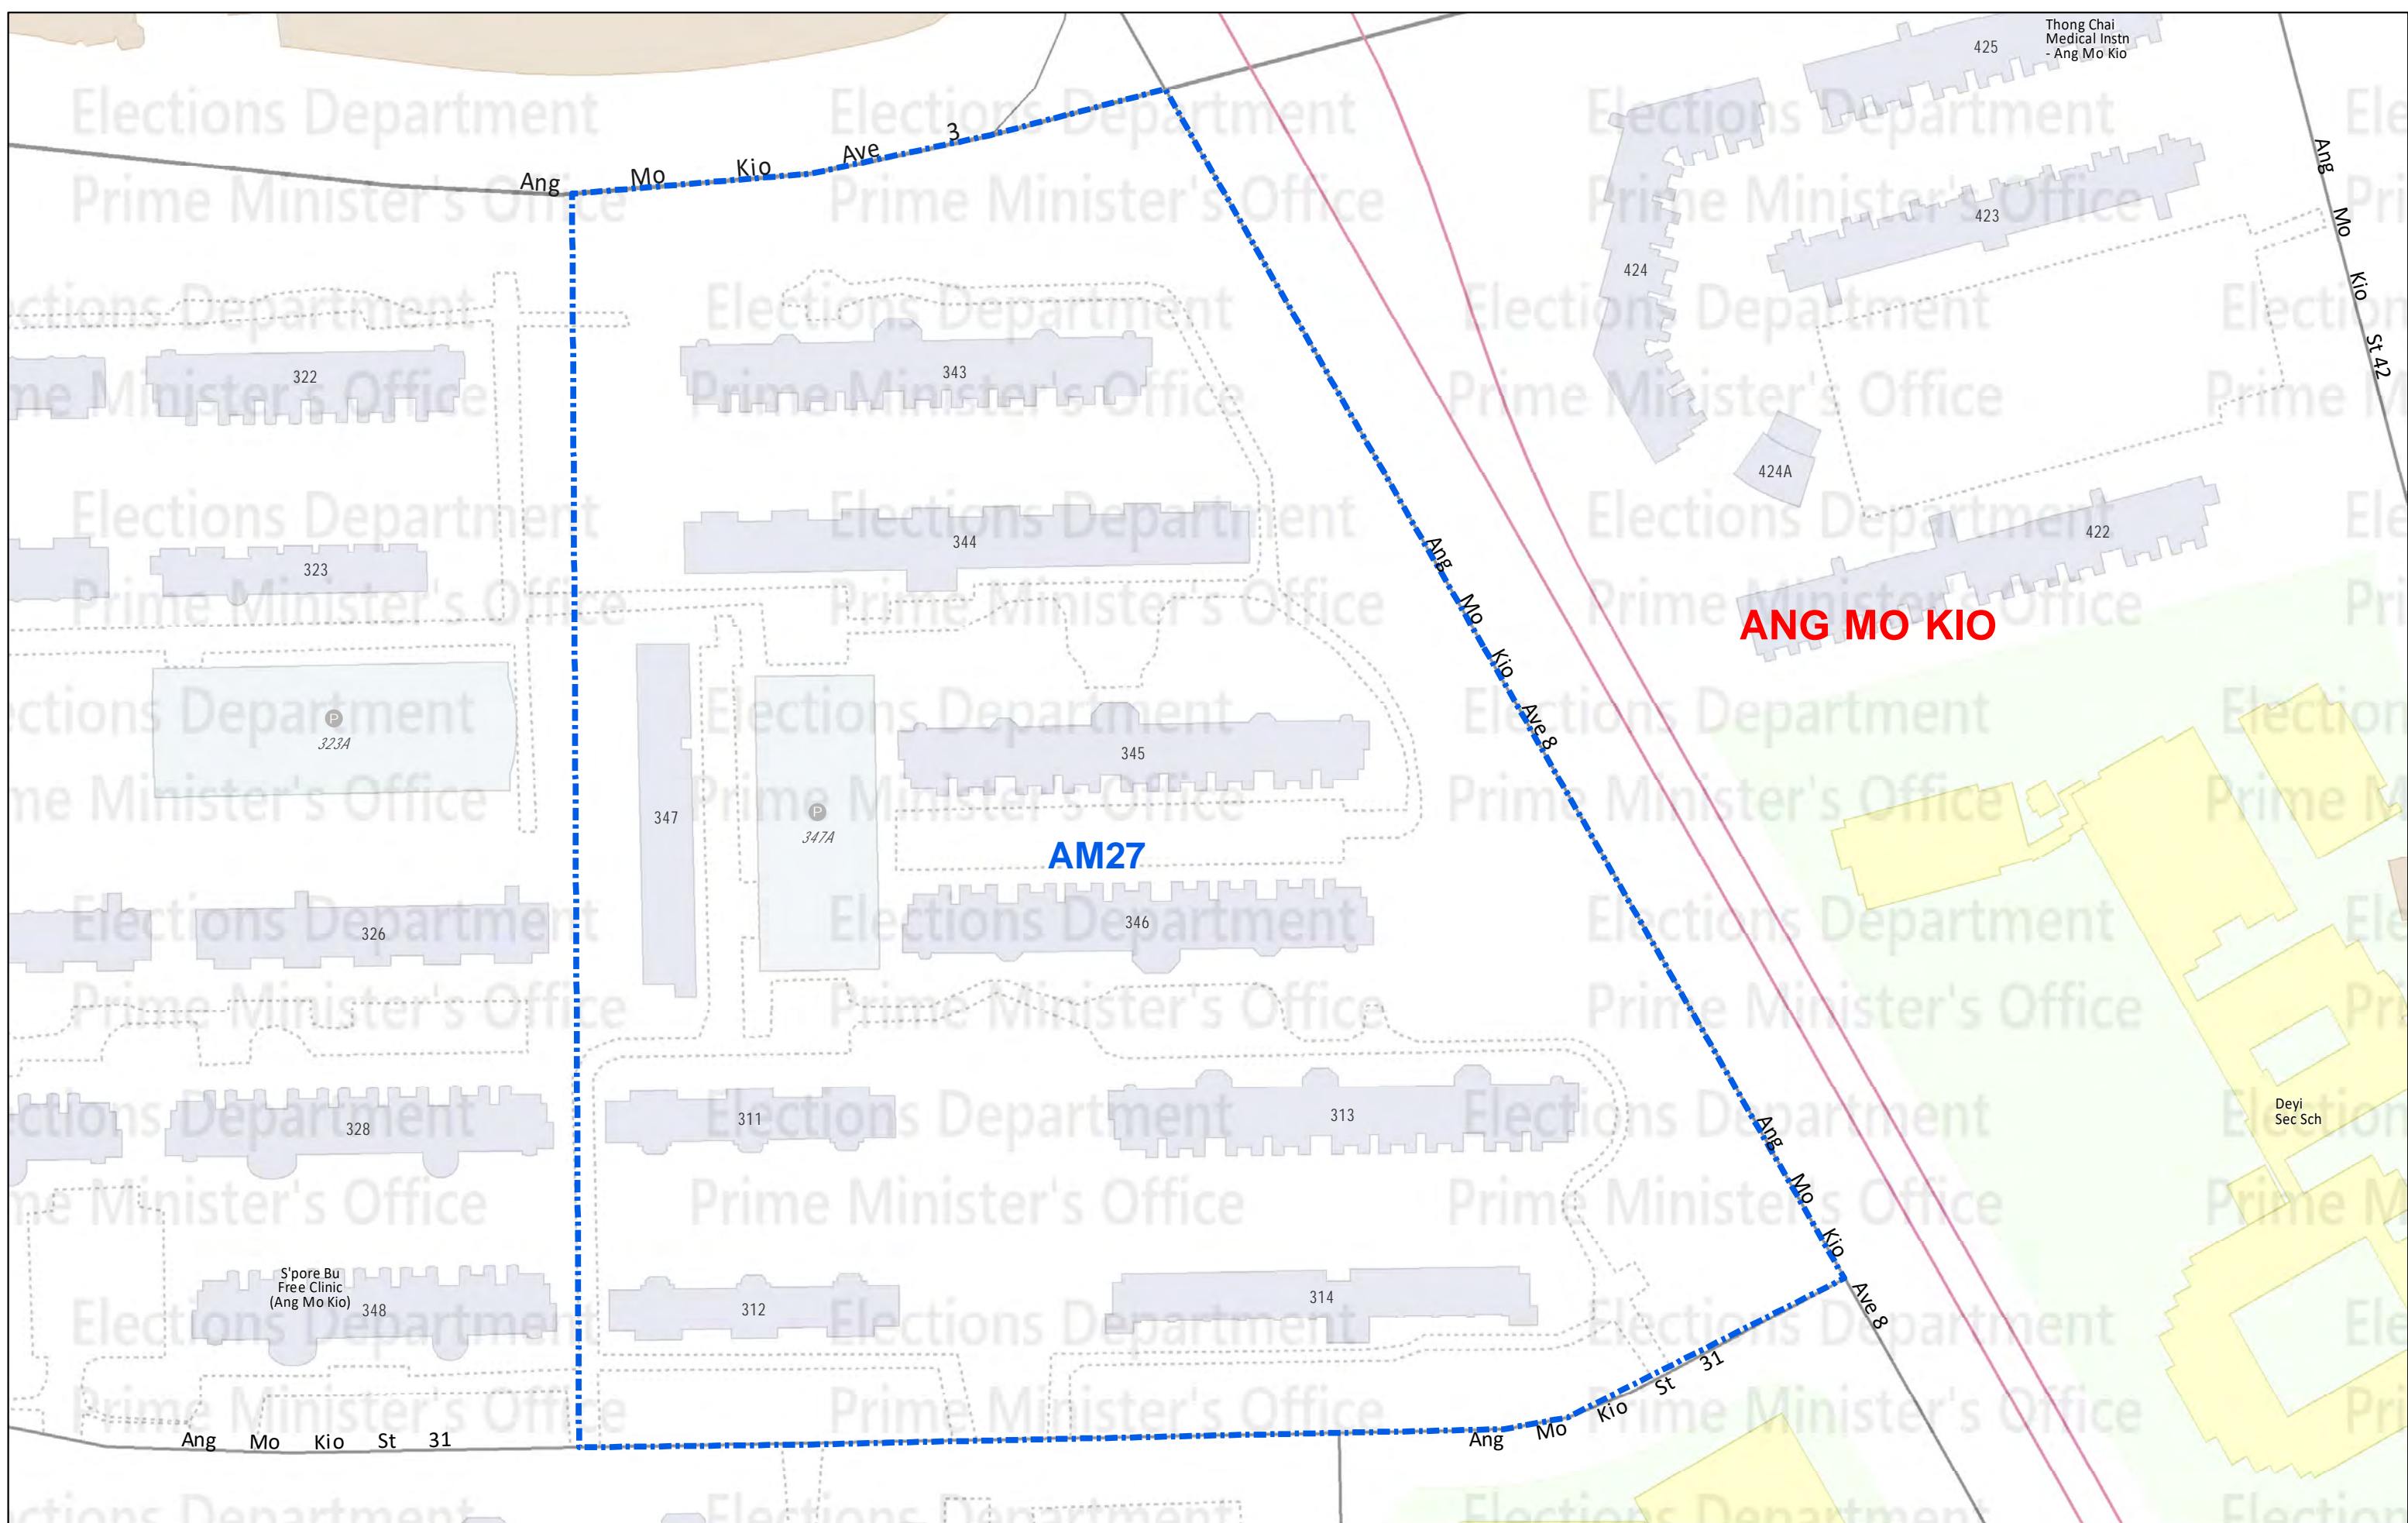 Thong Chai
Medical Instn
- Ang Mo Kio
425
Ang Mo Kio Ave 3
Ang Mo Kio St 42
423
424
322
343
424A
422
344
323
Ang Mo Kio Ave 8
ANG MO KIO
P
323A
345
347
P
347A
AM27
346
326
Deyi
Sec Sch
328
311
313
Ang Mo Kio Ave 8
S'pore Bu
Free Clinic
(Ang Mo Kio)
348
312
314
Ang Mo Kio St 31
Ang Mo Kio St 31
Elections Department
Prime Minister's Office